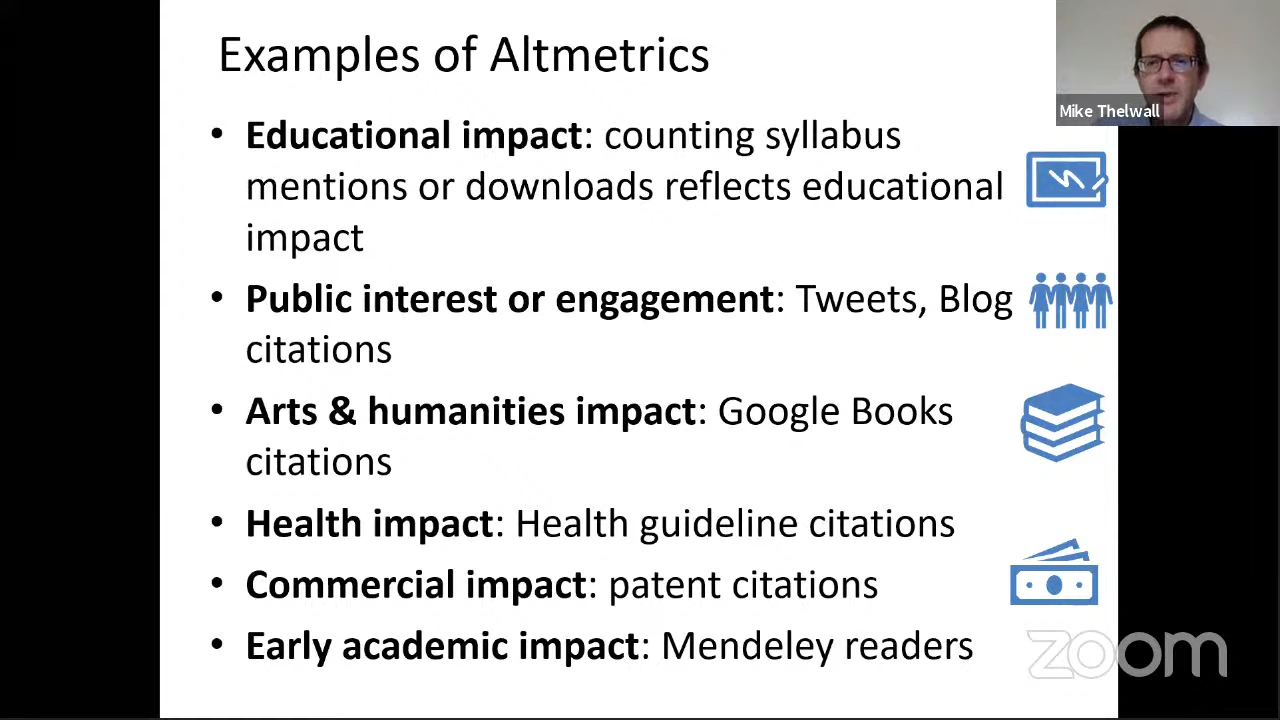 Examples of Altmetrics
Mike Thelwall
• Educational impact: counting syllabus
mentions or downloads reflects educational
impact
• Public interest or engagement: Tweets, Blog
citations
• Arts & humanities impact: Google Books
citations
• Health impact: Health guideline citations
• Commercial impact: patent citations
• Early academic impact: Mendeley readers
zoom